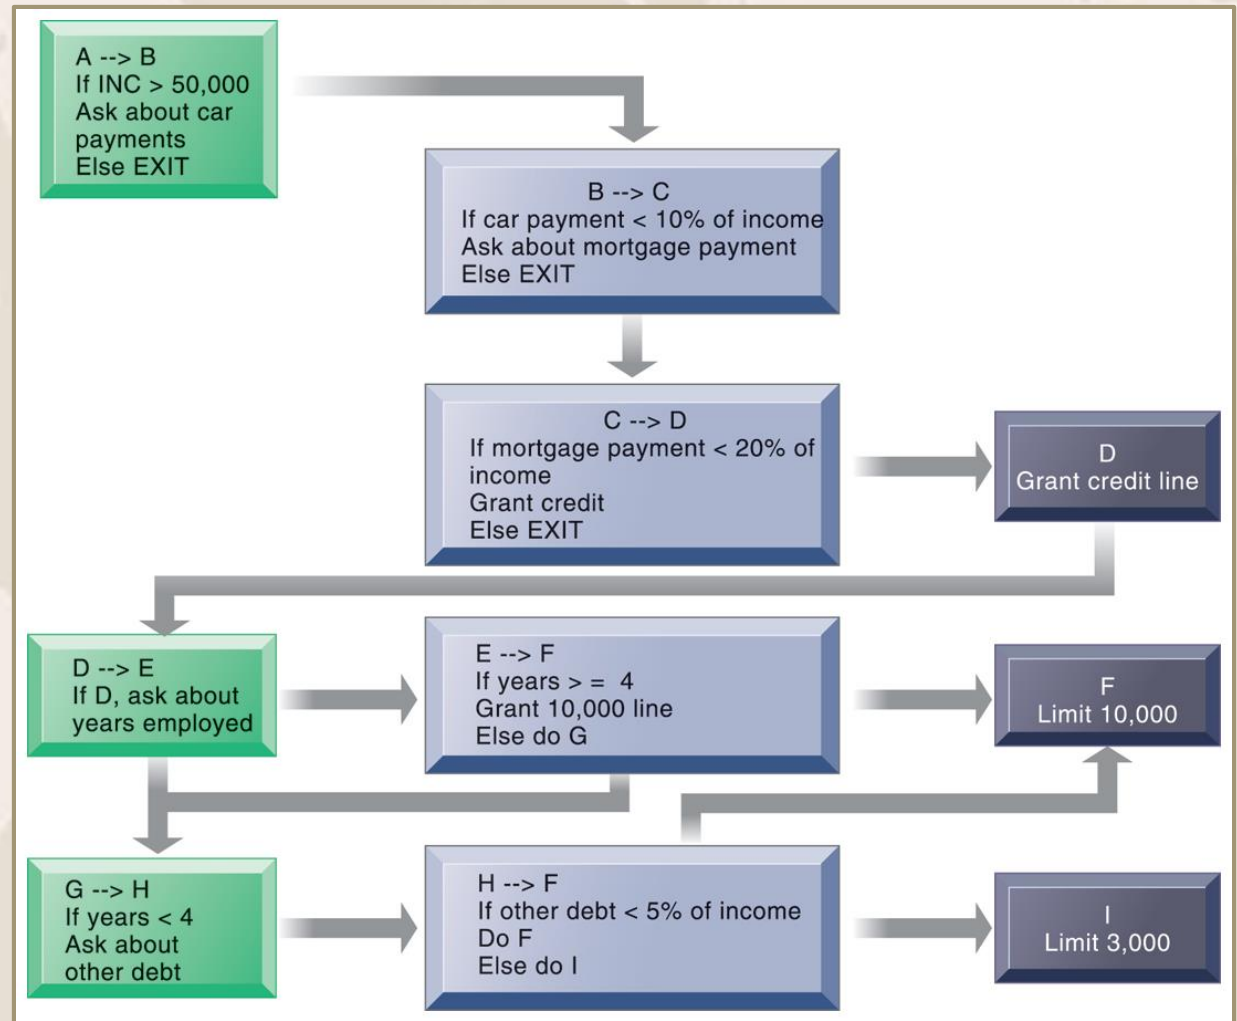 A --> B
If INC > 50,000
Ask about car
payments
Else EXIT
B --> C
If car payment < 10% of income
Ask about mortgage payment
Else EXIT
C --> D
If mortgage payment < 20% of
income
Grant credit
Else EXIT
D
Grant credit line
D --> E
If D, ask about
years employed
E --> F
If years > = 4
Grant 10,000 line
Else do G
F
Limit 10,000
G --> H
If years < 4
Ask about
other debt
H --> F
If other debt < 5% of income
Do F
Else do I
I
Limit 3,000